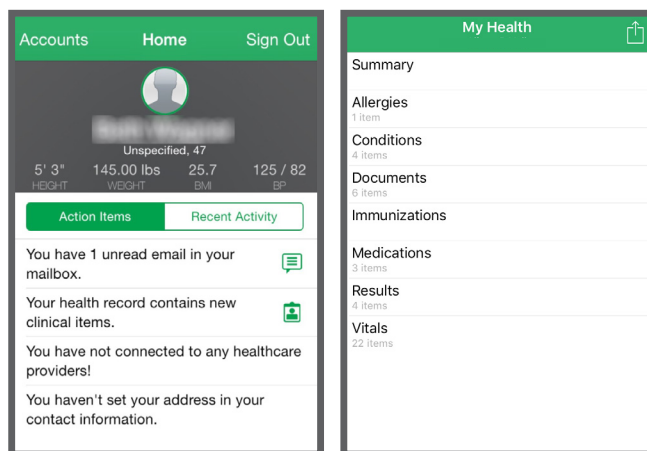 Accounts Home Sign Out
Unspecified, 47
5' 3" 145.00 lbs 25.7 125 / 82
HEIGHT WEIGHT BMI BP
Action Items Recent Activity
You have 1 unread email in your
mailbox.
Your health record contains new
clinical items.
You have not connected to any healthcare
providers!
You haven't set your address in your
contact information.
My Health
Summary
Allergies
1 item
Conditions
4 items
Documents
6 items
Immunizations
Medications
3 items
Results
4 items
Vitals
22 items